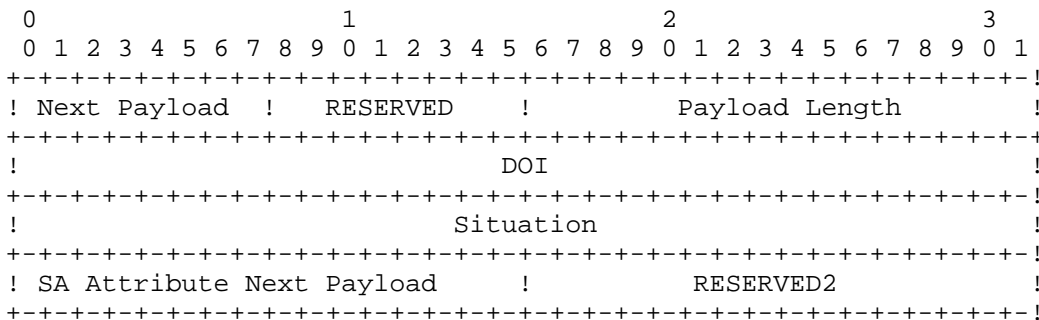 0                   1                   2                   3
 0 1 2 3 4 5 6 7 8 9 0 1 2 3 4 5 6 7 8 9 0 1 2 3 4 5 6 7 8 9 0 1
+-+-+-+-+-+-+-+-+-+-+-+-+-+-+-+-+-+-+-+-+-+-+-+-+-+-+-+-+-+-+-+-!
! Next Payload  !   RESERVED    !         Payload Length        !
+-+-+-+-+-+-+-+-+-+-+-+-+-+-+-+-+-+-+-+-+-+-+-+-+-+-+-+-+-+-+-+-+
!                              DOI                              !
+-+-+-+-+-+-+-+-+-+-+-+-+-+-+-+-+-+-+-+-+-+-+-+-+-+-+-+-+-+-+-+-!
!                           Situation                           !
+-+-+-+-+-+-+-+-+-+-+-+-+-+-+-+-+-+-+-+-+-+-+-+-+-+-+-+-+-+-+-+-!
! SA Attribute Next Payload     !          RESERVED2            !
+-+-+-+-+-+-+-+-+-+-+-+-+-+-+-+-+-+-+-+-+-+-+-+-+-+-+-+-+-+-+-+-!